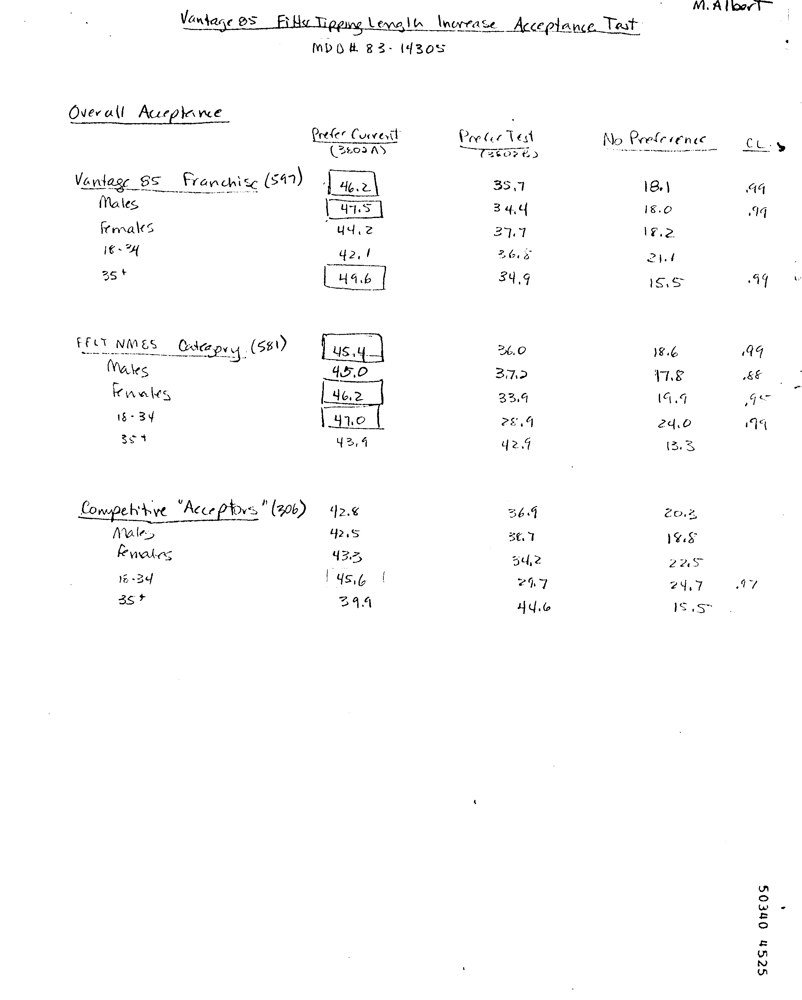 M. Albert
Vantage 85 Filter Tipping Length Increase Acceptance Test
MDD# 83-14305
Overall Acceptance
Prefer Current Prefer Test No Preference CL
Vantage 85 Franchise (597) 46.2 35.7 18.1 .99
Males 47.5 34.4 18.0 .99
Females 44.2 37.7 18.2
18-34 42.1 36.8 21.1
35+ 49.6 34.9 15.5 .99
FFLT NMES Category (581) 45.4 36.0 18.6 .99
Males 45.0 37.2 17.8 .88
Females 46.2 33.9 19.9
18-34 47.0 28.9 24.0 .99
35+ 43.9 42.9 13.3
Competitive "Acceptors" (306) 42.8 36.9 20.3
Males 42.5 38.7 18.8
Females 43.3 34.2 22.5
18-34 45.6 29.7 24.7 .97
35+ 39.9 44.6 15.5
50340 4525